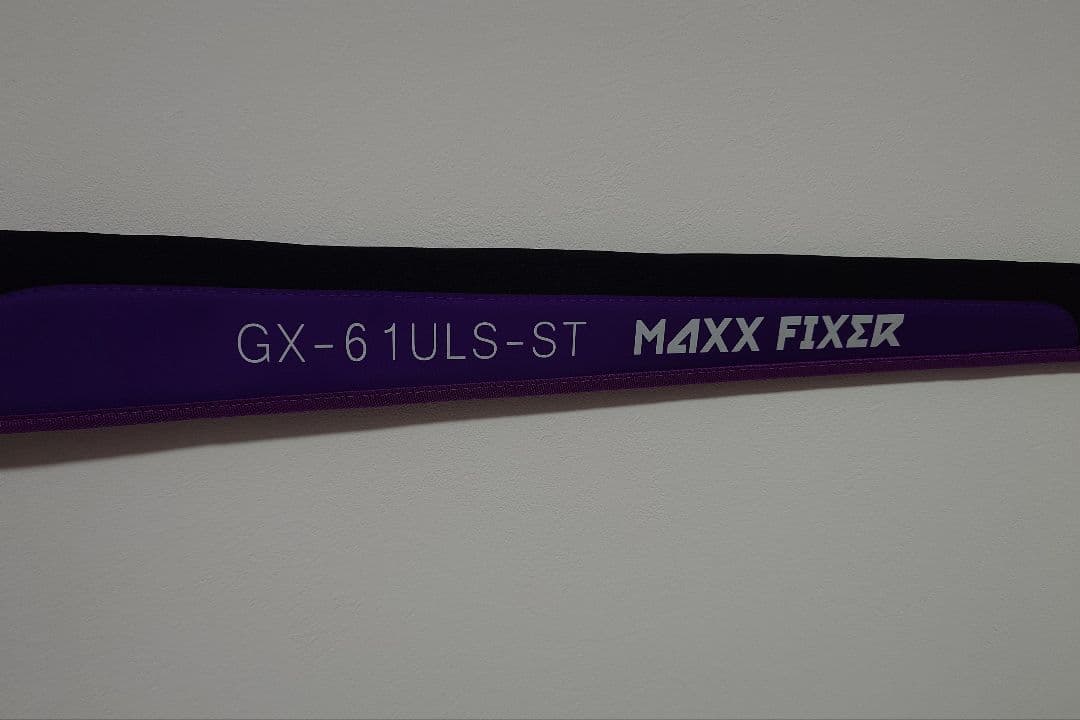 GX-61ULS-ST MAXX FIXER